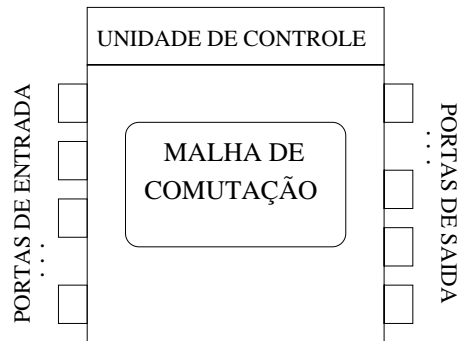 UNIDADE DE CONTROLE
PORTAS DE ENTRADA
. . .
MALHA DE
COMUTAÇÃO
PORTAS DE SAIDA
. . .